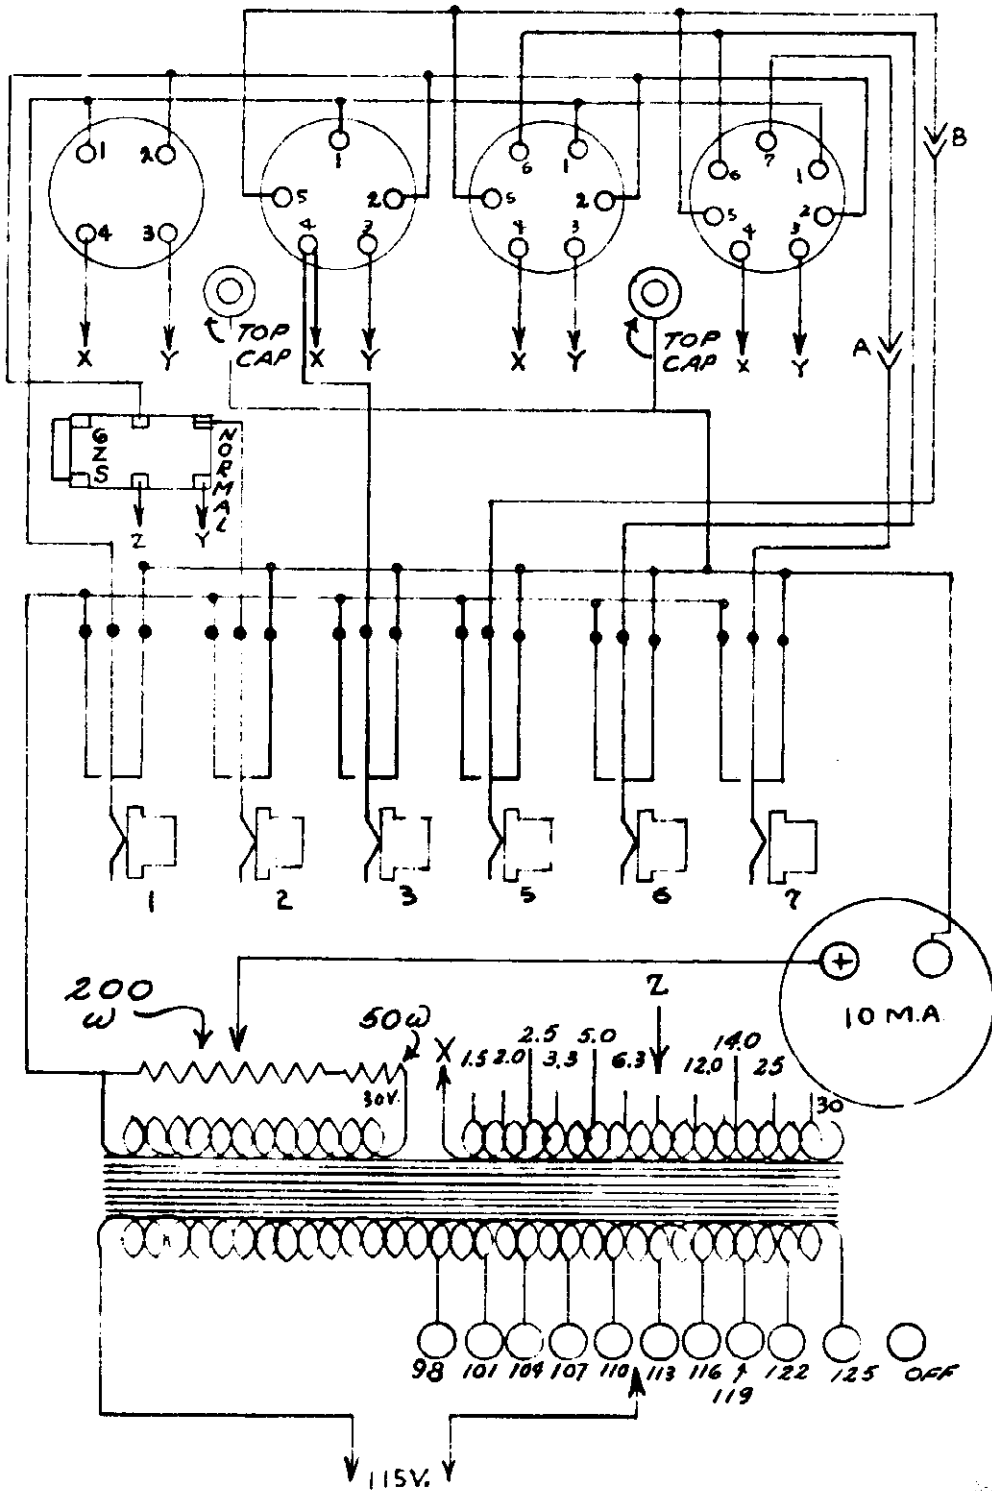 B
1
2
4
3
1
5
2
4
3
6
1
5
2
4
3
7
6
1
5
2
4
3
A
X
Y
TOP
CAP
X
Y
X
Y
TOP
CAP
X
Y
6
Z
5
NORMAL
Z
Y
1
2
3
5
6
7
10 M.A.
+
200
ω
50ω
30V.
X
1.5
2.0
2.5
3.3
5.0
6.3
Z
12.0
14.0
25
30
98
101
104
107
110
113
116
119
122
125
OFF
115V.